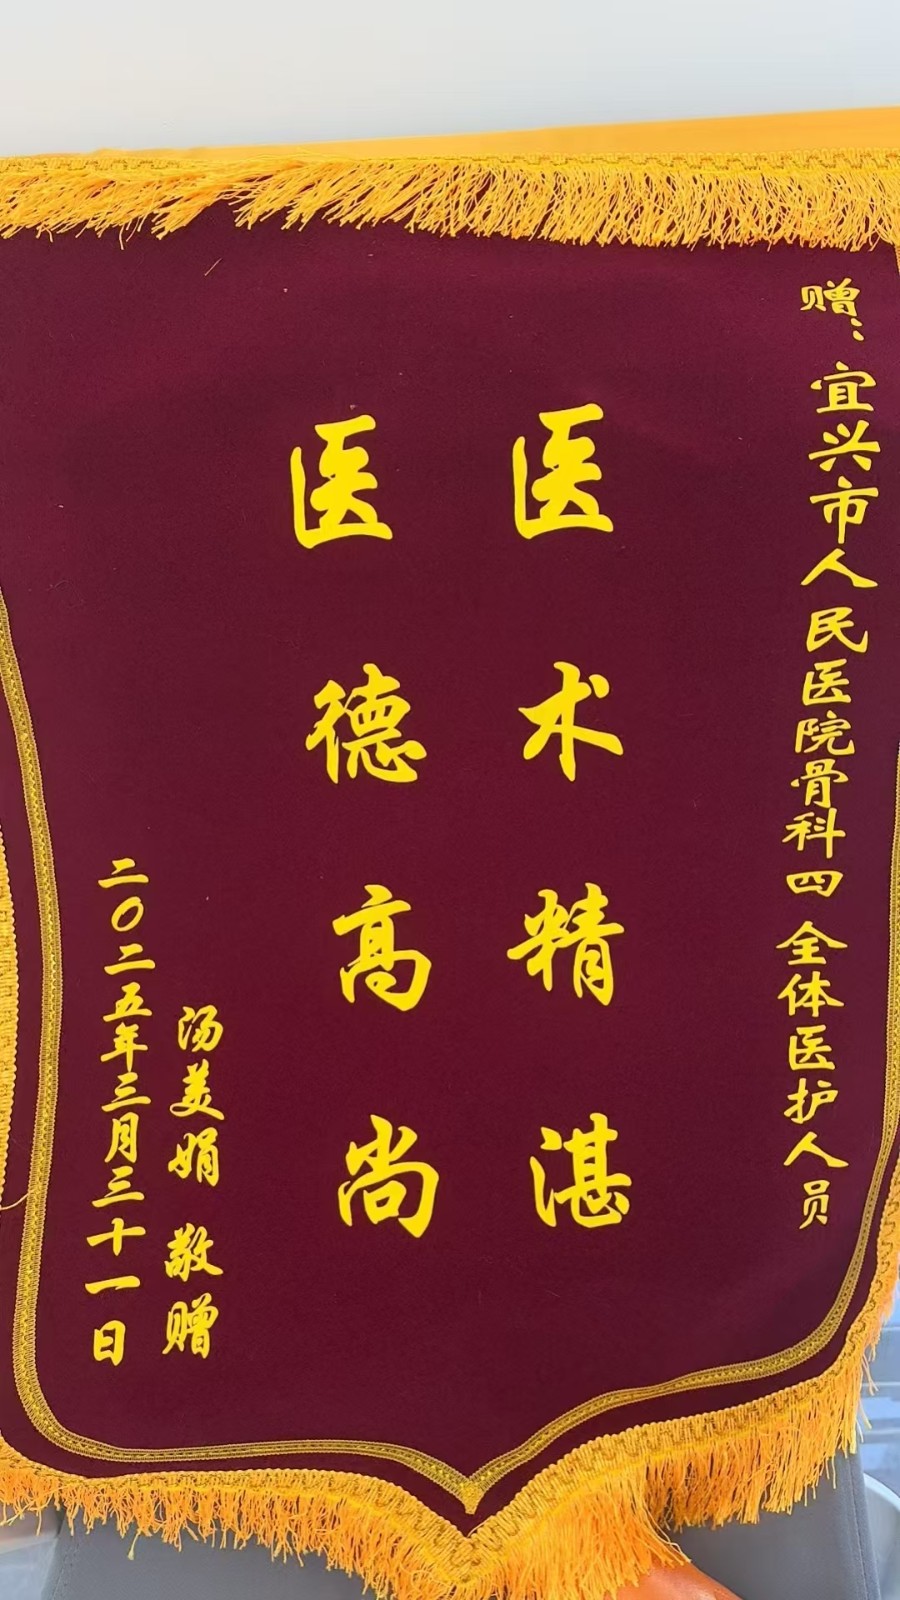 赠：宜兴市人民医院骨科四 全体医护人员
医术精湛
医德高尚
汤美娟 敬赠
二〇二五年三月三十一日